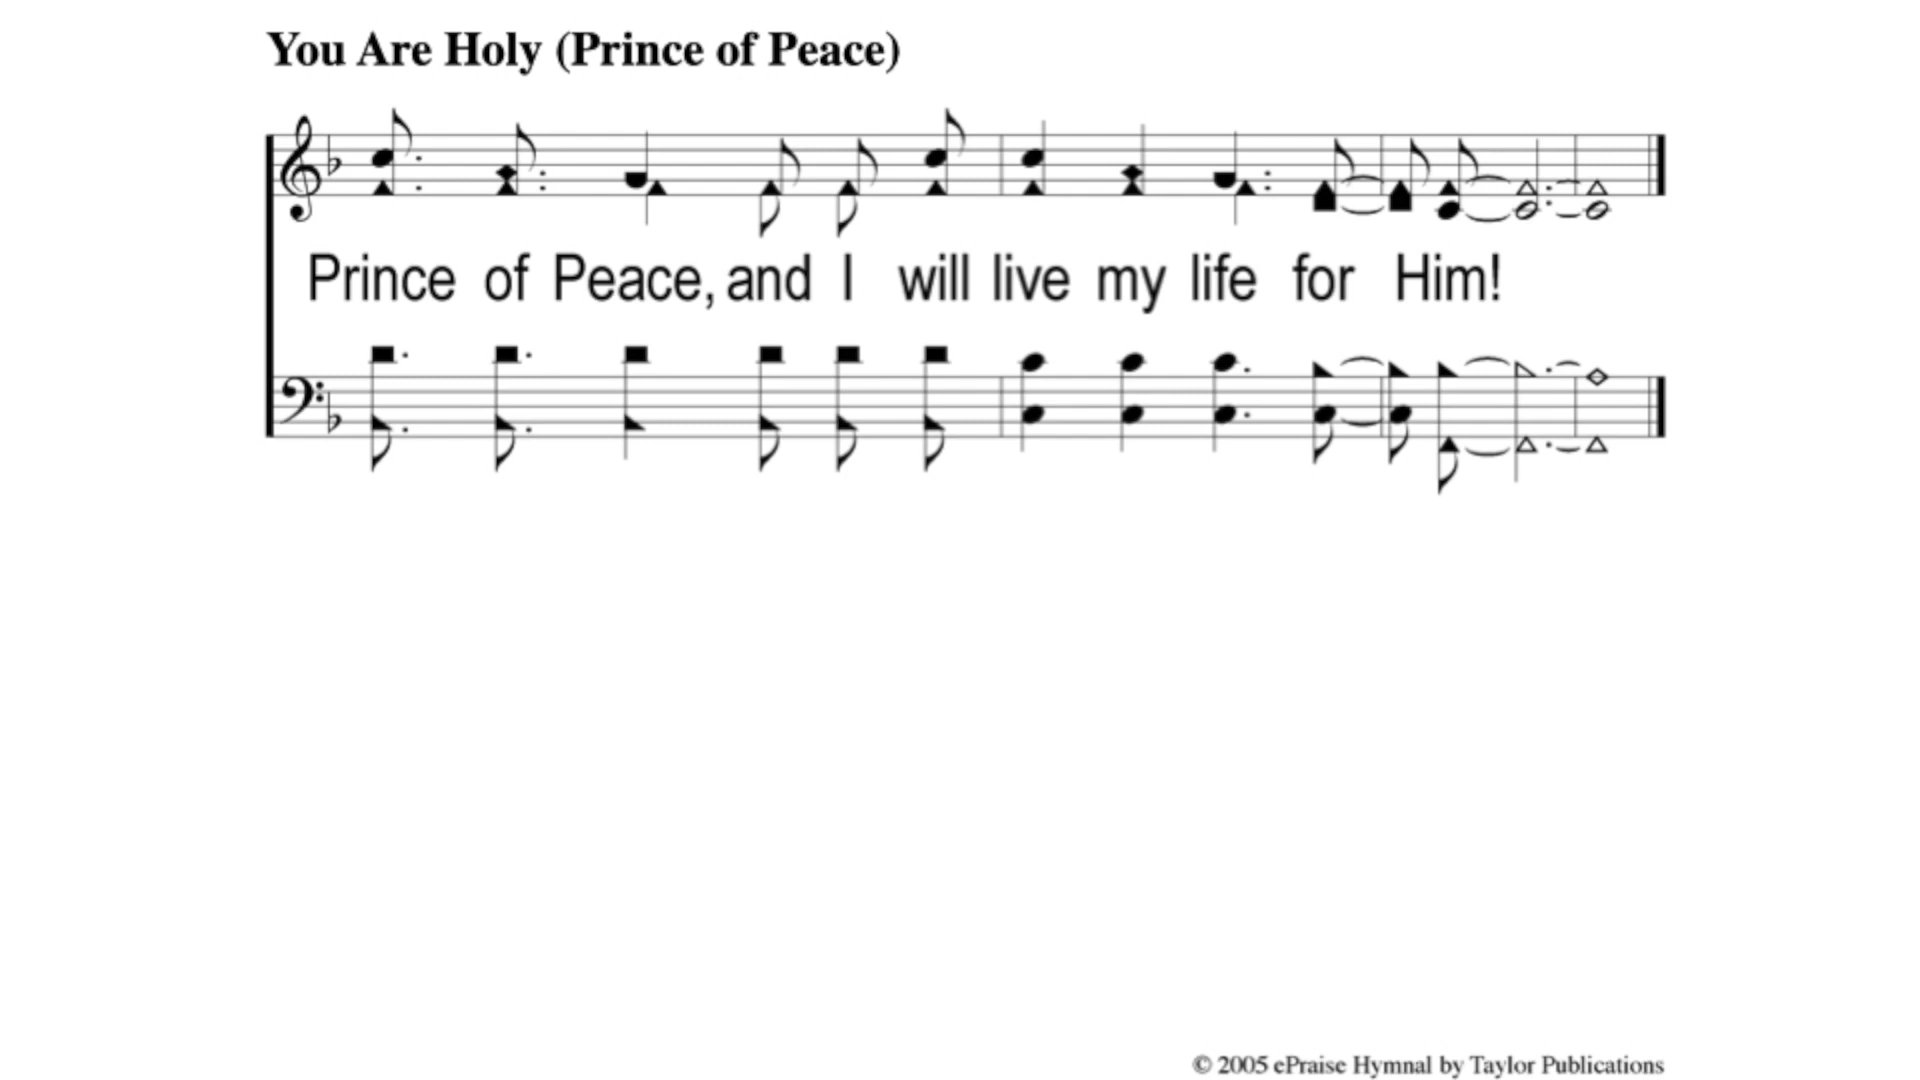 You Are Holy (Prince of Peace)
Prince of Peace, and I will live my life for Him!
© 2005 ePraise Hymnal by Taylor Publications